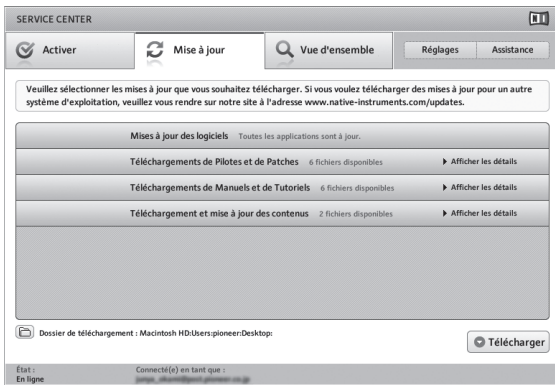 SERVICE CENTER
Activer
Mise à jour
Vue d'ensemble
Réglages
Assistance
Veuillez sélectionner les mises à jour que vous souhaitez télécharger. Si vous voulez télécharger des mises à jour pour un autre
système d'exploitation, veuillez vous rendre sur notre site à l'adresse www.native-instruments.com/updates.
Mises à jour des logiciels Toutes les applications sont à jour.
Téléchargements de Pilotes et de Patches 6 fichiers disponibles Afficher les détails
Téléchargements de Manuels et de Tutoriels 6 fichiers disponibles Afficher les détails
Téléchargement et mise à jour des contenus 2 fichiers disponibles Afficher les détails
Dossier de téléchargement : Macintosh HD:Users:pioneer:Desktop:
Télécharger
État :
En ligne
Connecté(e) en tant que :